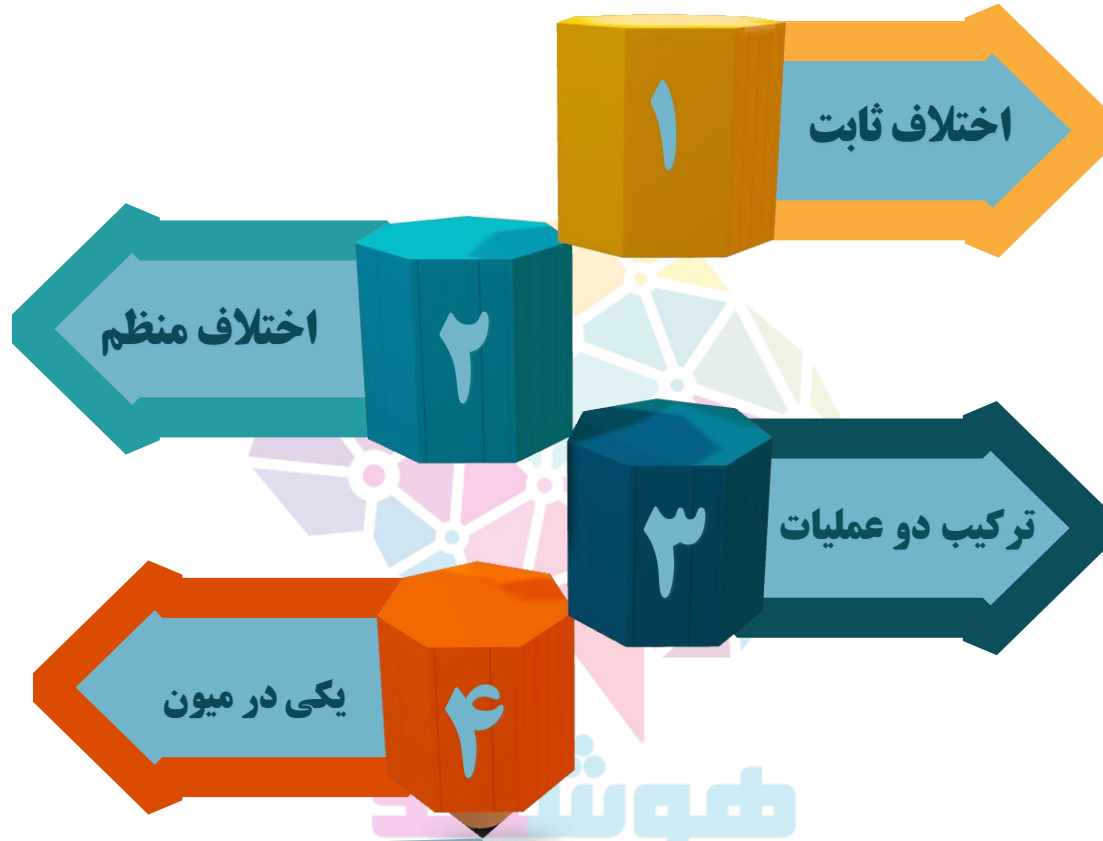 ۱
اختلاف ثابت
۲
اختلاف منظم
۳
ترکیب دو عملیات
۴
یکی در میون